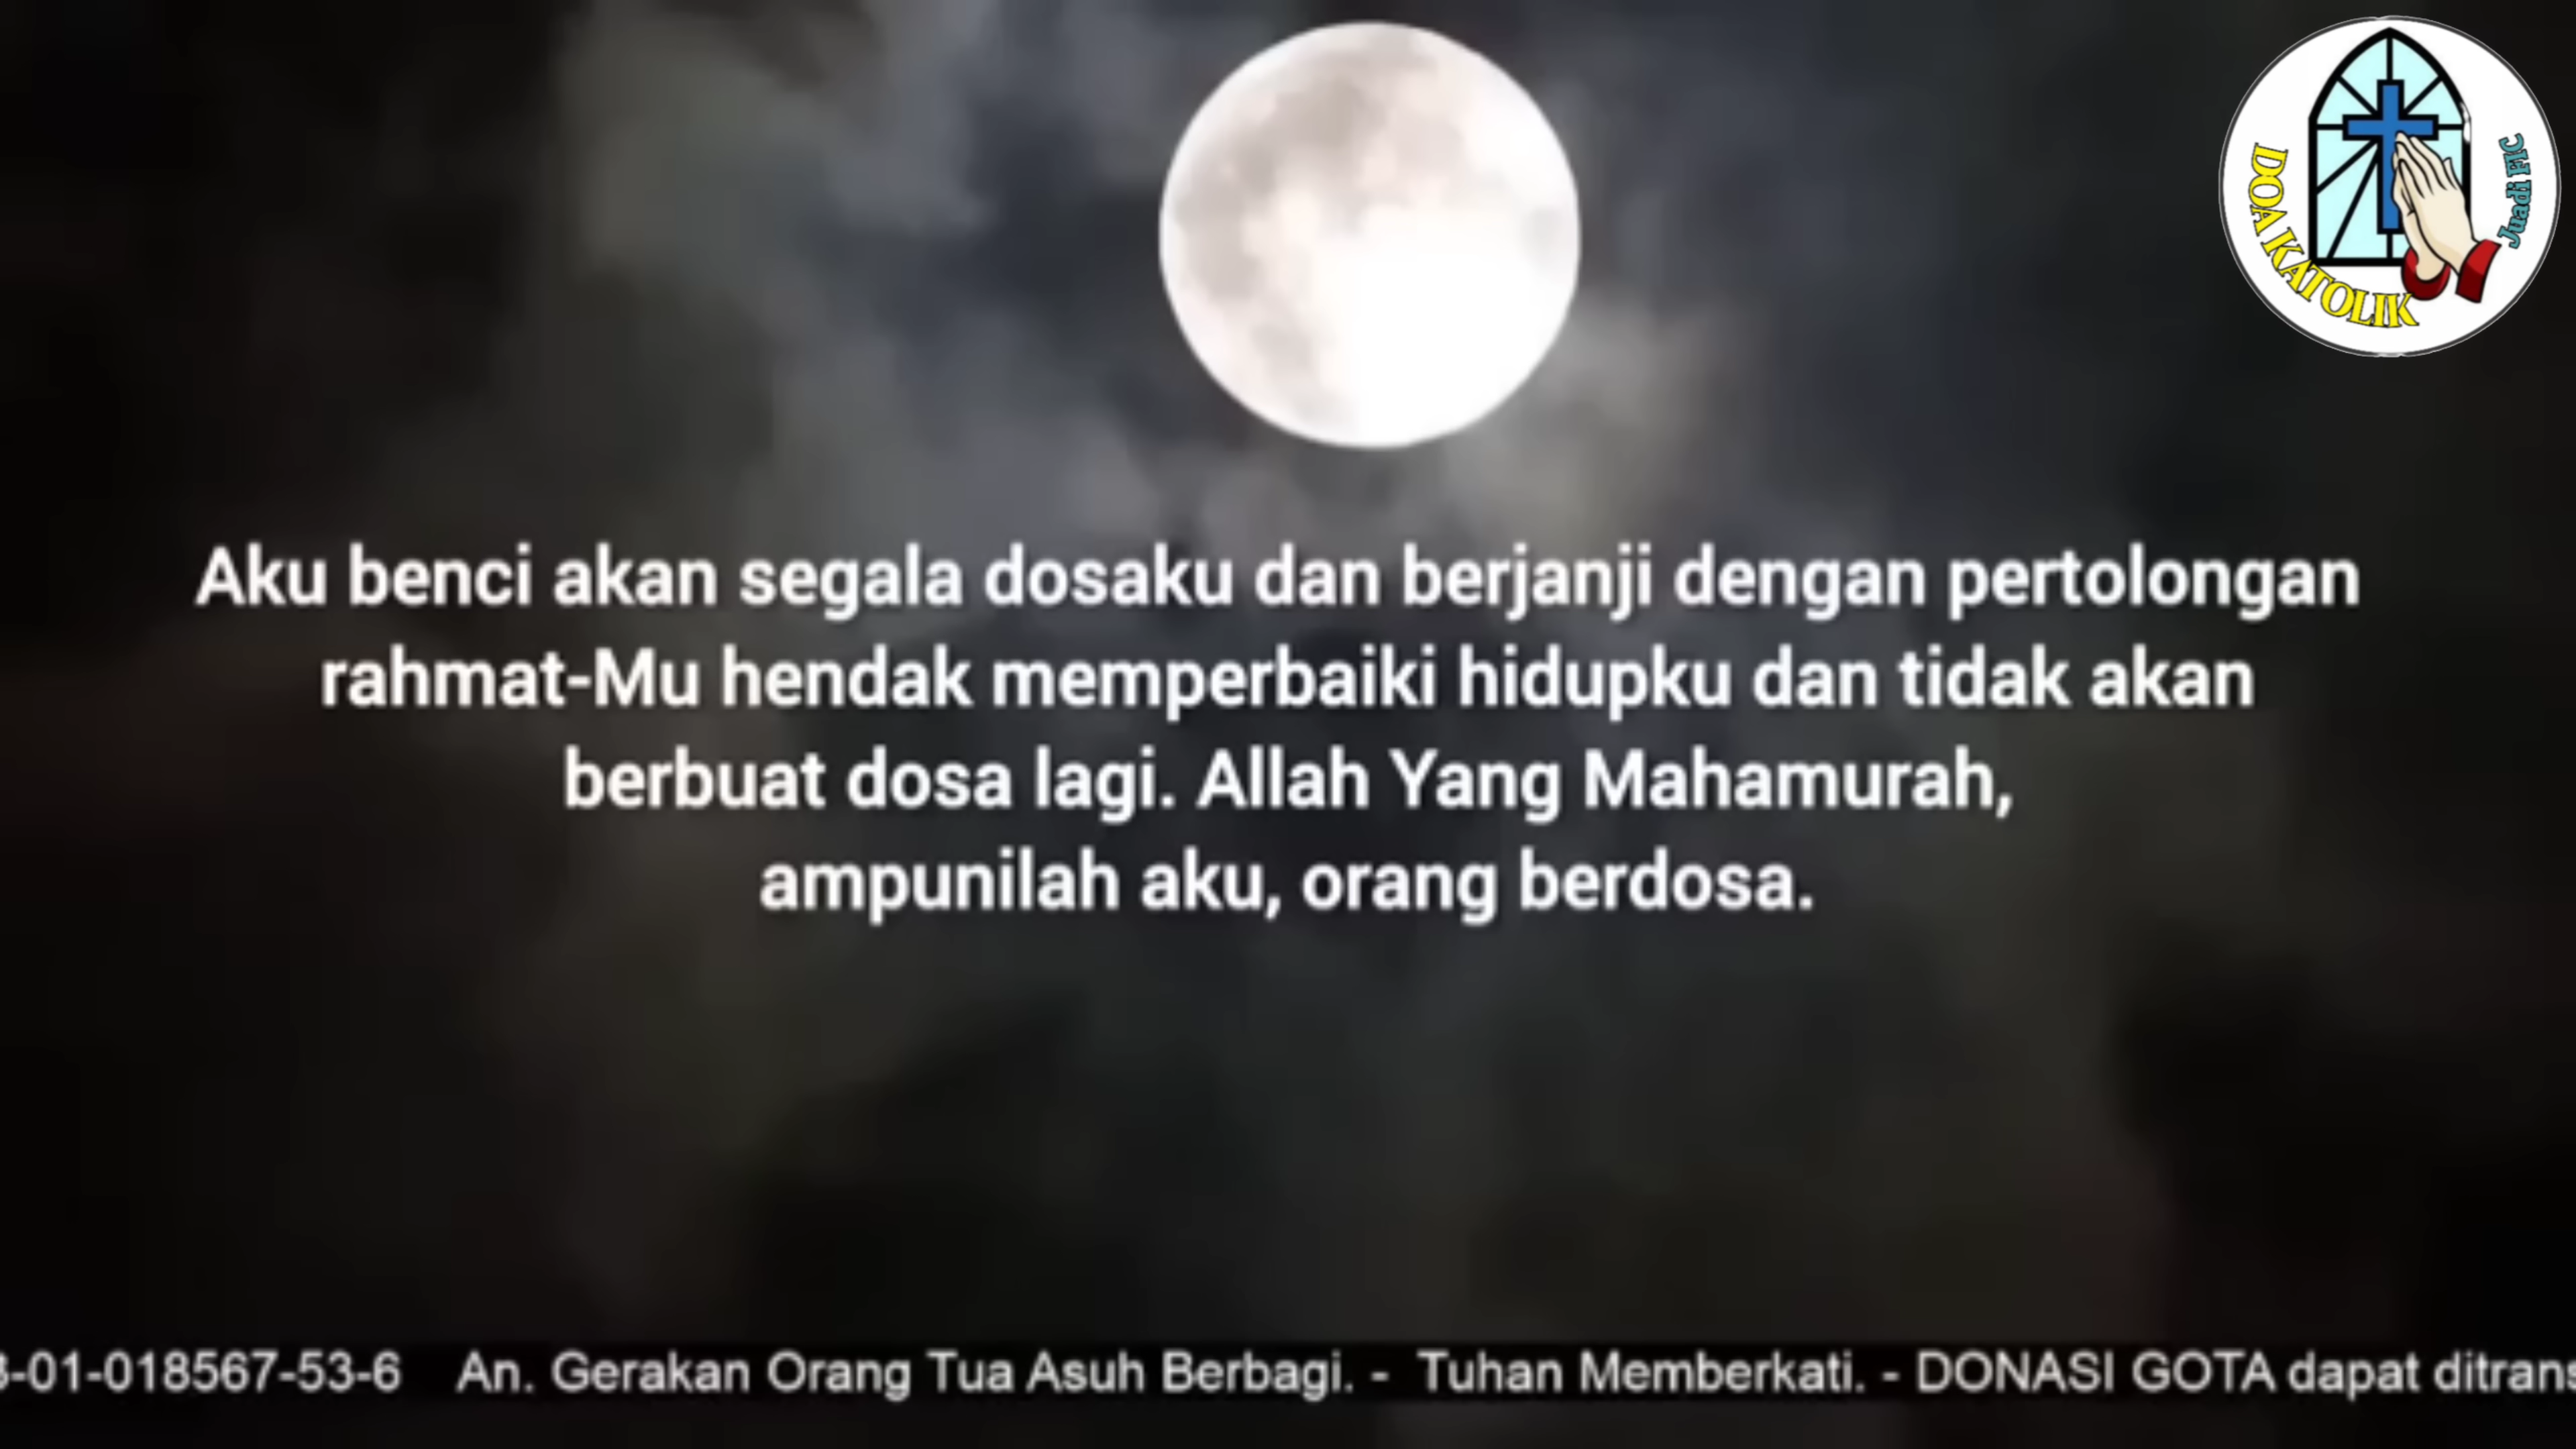 DOA KATOLIK
Juadi FIC
Aku benci akan segala dosaku dan berjanji dengan pertolongan
rahmat-Mu hendak memperbaiki hidupku dan tidak akan
berbuat dosa lagi. Allah Yang Mahamurah,
ampunilah aku, orang berdosa.
-01-018567-53-6 An. Gerakan Orang Tua Asuh Berbagi. - Tuhan Memberkati. - DONASI GOTA dapat ditrans